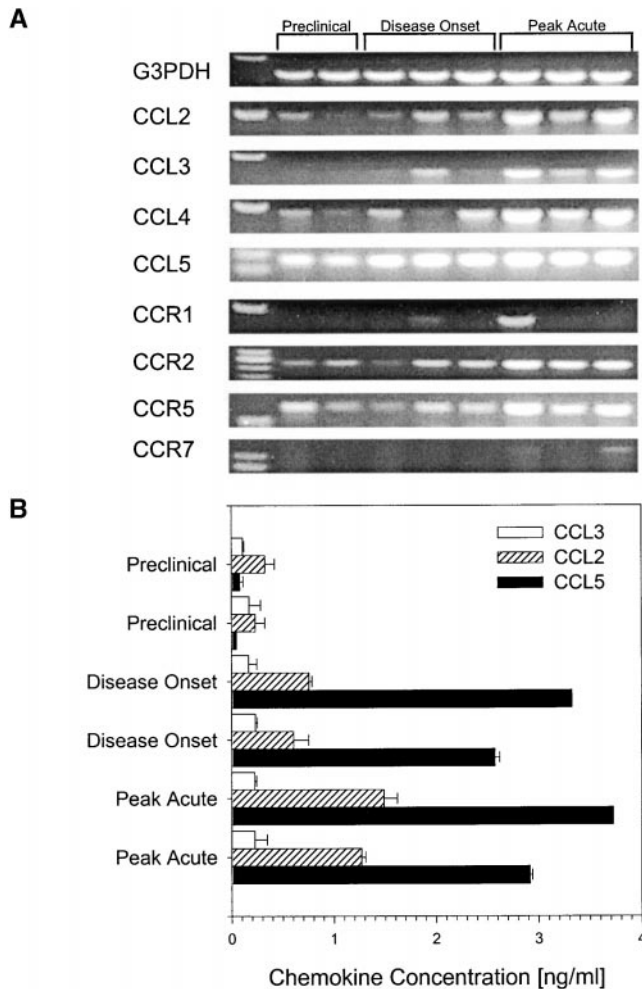 A
Preclinical Disease Onset Peak Acute
G3PDH
CCL2
CCL3
CCL4
CCL5
CCR1
CCR2
CCR5
CCR7
B
CCL3
CCL2
CCL5
Preclinical
Preclinical
Disease Onset
Disease Onset
Peak Acute
Peak Acute
0 1 2 3 4
Chemokine Concentration [ng/ml]